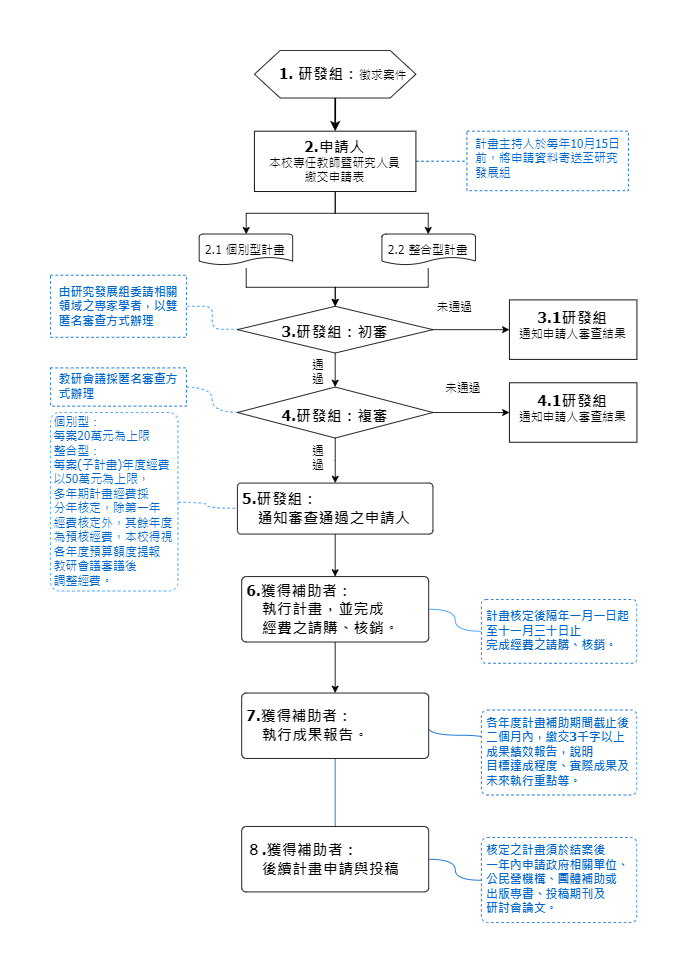 1. 研發組：徵求案件
2.申請人
本校專任教師暨研究人員
繳交申請表
計畫主持人於每年10月15日
前，將申請資料寄送至研究
發展組
2.1 個別型計畫
2.2 整合型計畫
由研究發展組委請相關
領域之專家學者，以雙
匿名審查方式辦理
3.研發組：初審
未通過
3.1研發組
通知申請人審查結果
通
過
教研會議採匿名審查方
式辦理
4.研發組：複審
未通過
4.1研發組
通知申請人審查結果
通
過
個別型：
每案20萬元為上限
整合型：
每案(子計畫)年度經費
以50萬元為上限，
多年期計畫經費採
分年核定，除第一年
經費核定外，其餘年度
為預核經費，本校得視
各年度預算額度提報
教研會議審議後
調整經費。
5.研發組：
通知審查通過之申請人
6.獲得補助者：
執行計畫，並完成
經費之請購、核銷。
計畫核定後隔年一月一日起
至十一月三十日止
完成經費之請購、核銷。
7.獲得補助者：
執行成果報告。
各年度計畫補助期間截止後
二個月內，繳交3千字以上
成果績效報告，說明
目標達成程度、實際成果及
未來執行重點等。
８.獲得補助者：
後續計畫申請與投稿
核定之計畫須於結案後
一年內申請政府相關單位、
公民營機構、團體補助或
出版專書、投稿期刊及
研討會論文。